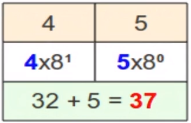 4 5
4x8¹ 5x8⁰
32 + 5 = 37